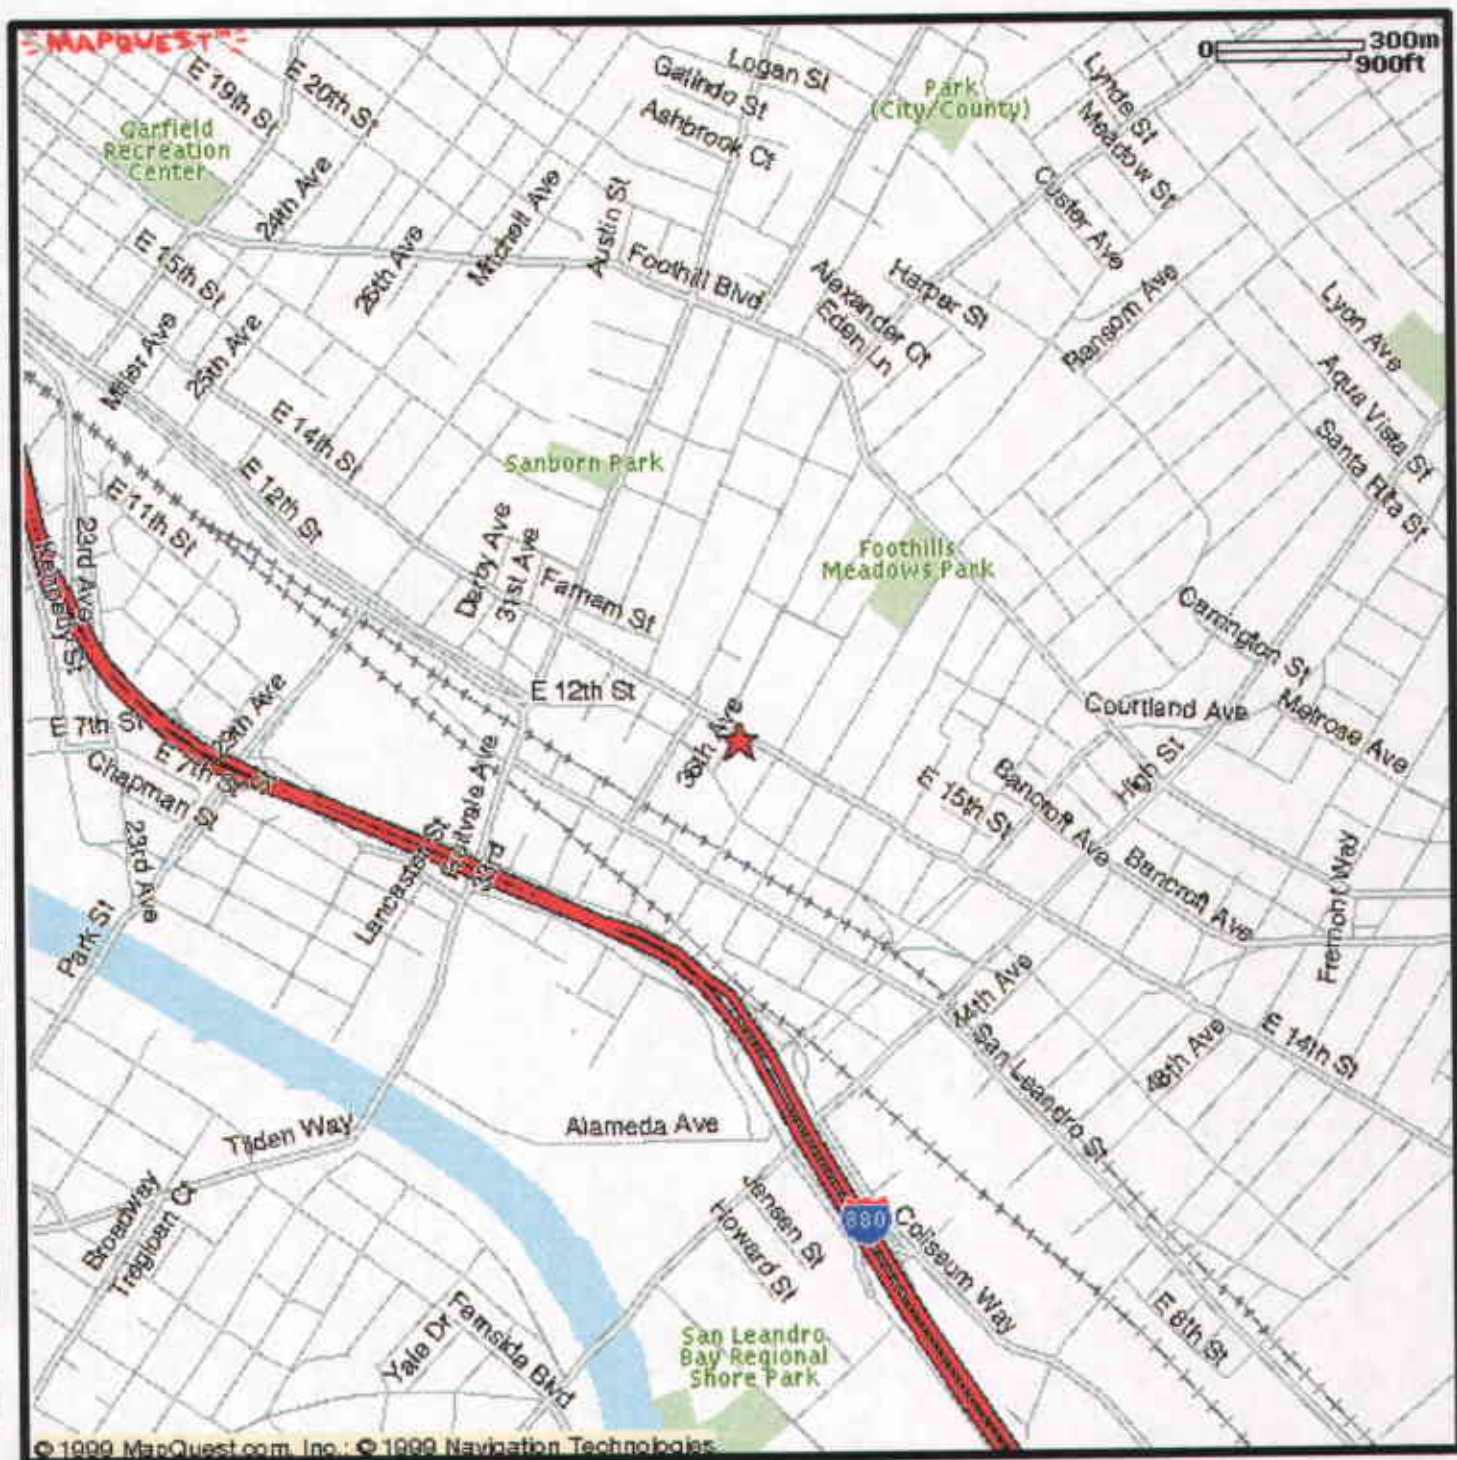 MAPQUEST™
0 300m
900ft
Logan St
Galindo St
Ashbrook Ct
Park
(City/County)
Lynde St
Meadow St
E 19th St
E 20th St
Garfield
Recreation
Center
24th Ave
Mitchell Ave
Austin St
Custer Ave
E 15th St
26th Ave
Foothill Blvd
Alexander Ct
Harper St
Eden Ln
Ransom Ave
Lyon Ave
Miller Ave
25th Ave
Aqua Vista St
Santa Rita St
E 14th St
Sanborn Park
E 12th St
E 11th St
23rd Ave
Kennedy St
Derby Ave
31st Ave
Farnam St
Foothills
Meadows Park
Carrington St
E 12th St
Courtland Ave
Melrose Ave
E 7th St
29th Ave
E 7th St
Chapman St
36th Ave
High St
E 15th St
Bancroft Ave
Fruitvale Ave
23rd Ave
Lancaster St
Bancroft Ave
Fremont Way
Park St
44th Ave
48th Ave
E 14th St
San Leandro St
Tilden Way
Alameda Ave
Broadway
Tregloan Ct
Jensen St
Howard St
880
Coliseum Way
E 8th St
Yale Dr
Fernside Blvd
San Leandro
Bay Regional
Shore Park
© 1999 MapQuest.com, Inc.; © 1999 Navigation Technologies